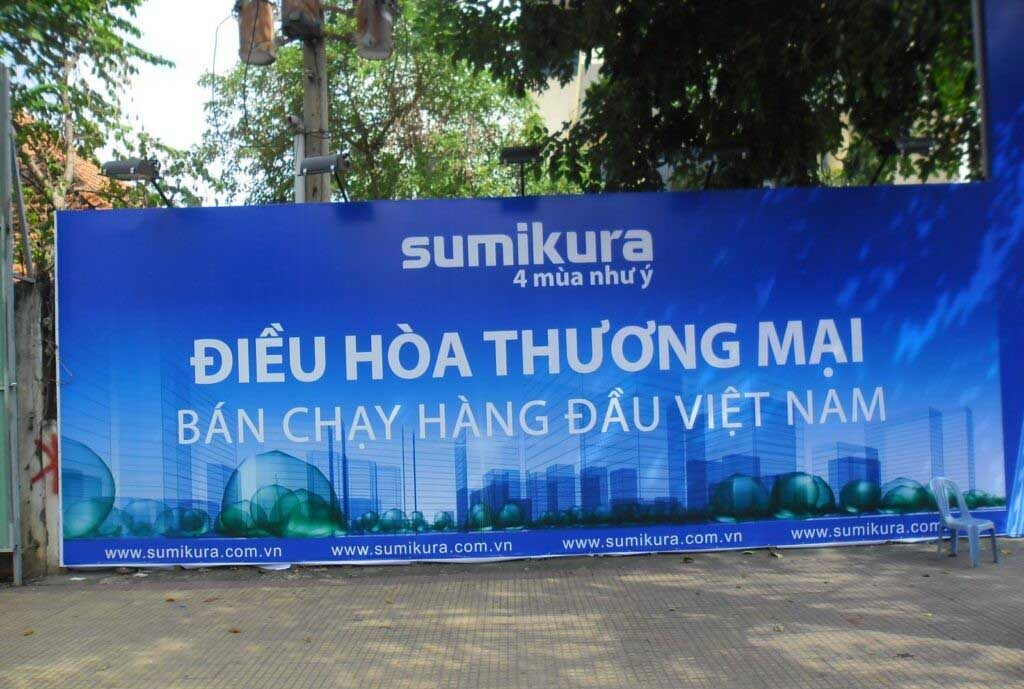 sumikura
4 mùa như ý
ĐIỀU HÒA THƯƠNG MẠI
BÁN CHẠY HÀNG ĐẦU VIỆT NAM
www.sumikura.com.vn www.sumikura.com.vn www.sumikura.com.vn www.sumikura.com